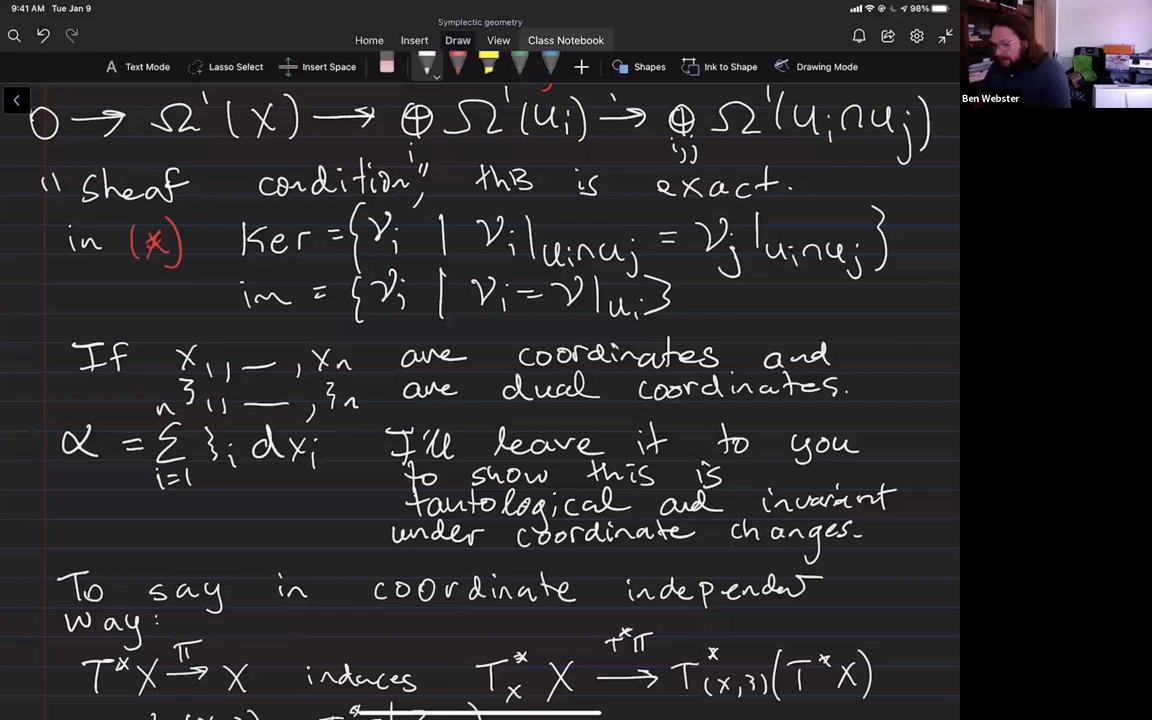 9:41 AM Tue Jan 9
98%
Symplectic geometry
Home Insert Draw View Class Notebook
Text Mode Lasso Select Insert Space Shapes Ink to Shape Drawing Mode
Ben Webster
0 → Ω¹(X) → ⊕_i Ω¹(U_i) → ⊕_{i,j} Ω¹(U_i∩U_j)
"sheaf condition", this is exact.
in (*) Ker = {ν_i | ν_i|_{U_i∩U_j} = ν_j|_{U_i∩U_j}}
im = {ν_i | ν_i = ν|_{U_i}}
If x_1, — , x_n are coordinates and
ξ_1, — , ξ_n are dual coordinates.
α = Σ_{i=1}^n ξ_i dx_i I'll leave it to you
to show this is
tautological and invariant
under coordinate changes.
To say in coordinate independent
way:
T*X →^π X induces T*_x X →^{T*π} T*_{(x,ξ)}(T*X)